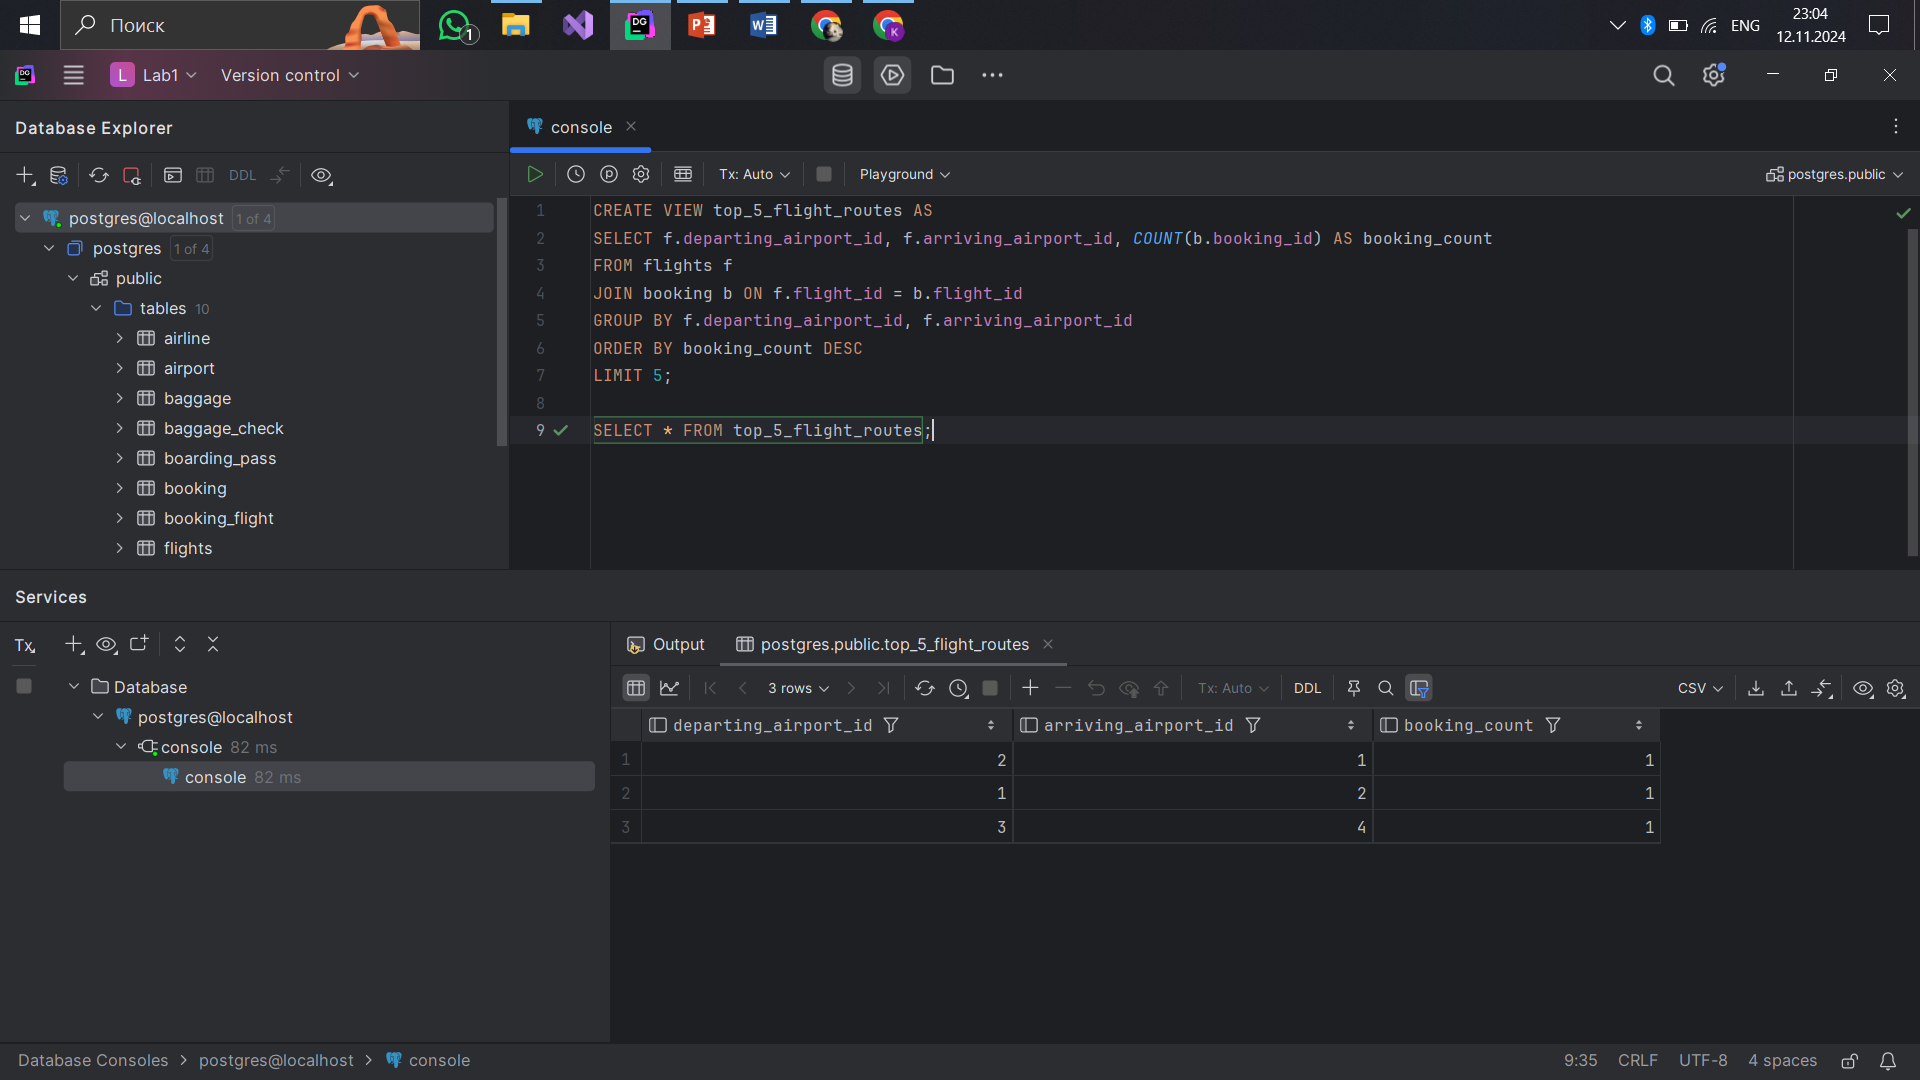 Поиск
1
ENG
23:04
12.11.2024
L Lab1
Version control
Database Explorer
console
DDL
Tx: Auto
Playground
postgres.public
postgres@localhost 1 of 4
postgres 1 of 4
public
tables 10
airline
airport
baggage
baggage_check
boarding_pass
booking
booking_flight
flights
1 CREATE VIEW top_5_flight_routes AS
2 SELECT f.departing_airport_id, f.arriving_airport_id, COUNT(b.booking_id) AS booking_count
3 FROM flights f
4 JOIN booking b ON f.flight_id = b.flight_id
5 GROUP BY f.departing_airport_id, f.arriving_airport_id
6 ORDER BY booking_count DESC
7 LIMIT 5;
8
9 SELECT * FROM top_5_flight_routes;
Services
Tx
Database
postgres@localhost
console 82 ms
console 82 ms
Output
postgres.public.top_5_flight_routes
3 rows
Tx: Auto
DDL
CSV
departing_airport_id arriving_airport_id booking_count
1 2 1 1
2 1 2 1
3 3 4 1
Database Consoles > postgres@localhost > console
9:35 CRLF UTF-8 4 spaces